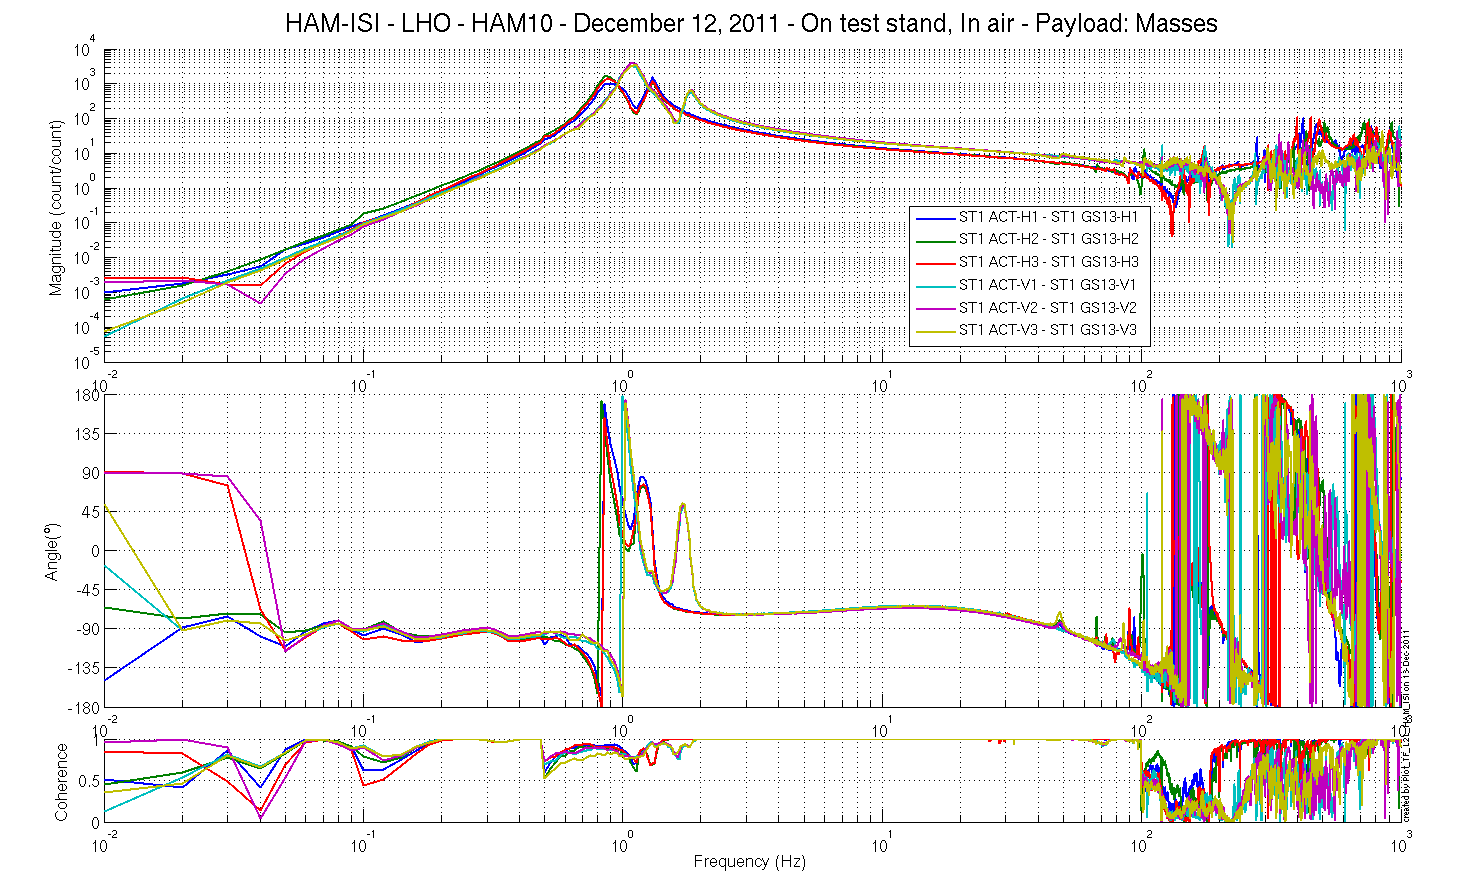 HAM-ISI - LHO - HAM10 - December 12, 2011 - On test stand, In air - Payload: Masses
Magnitude (count/count)
10^4
10^3
10^2
10^1
10^0
10^-1
10^-2
10^-3
10^-4
10^-5
ST1 ACT-H1 - ST1 GS13-H1
ST1 ACT-H2 - ST1 GS13-H2
ST1 ACT-H3 - ST1 GS13-H3
ST1 ACT-V1 - ST1 GS13-V1
ST1 ACT-V2 - ST1 GS13-V2
ST1 ACT-V3 - ST1 GS13-V3
10^-2 10^-1 10^0 10^1 10^2 10^3
Angle(°)
180
135
90
45
0
-45
-90
-135
-180
10^-2 10^-1 10^0 10^1 10^2 10^3
Coherence
1
0.5
0
10^-2 10^-1 10^0 10^1 10^2 10^3
Frequency (Hz)